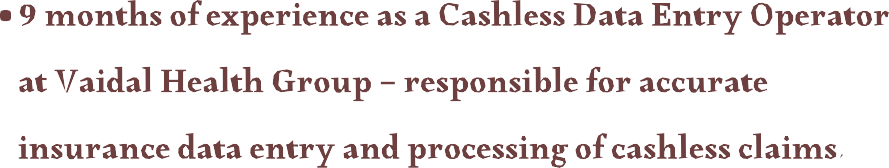 • 9 months of experience as a Cashless Data Entry Operator
at Vaidal Health Group – responsible for accurate
insurance data entry and processing of cashless claims